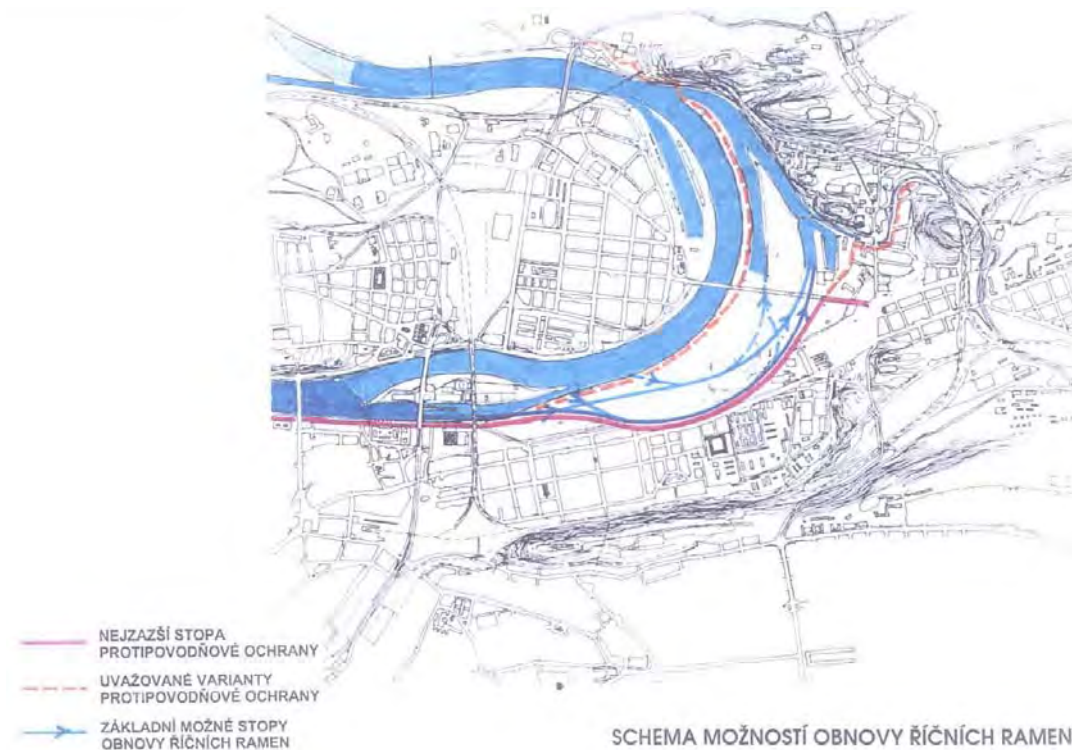 NEJZAZŠÍ STOPA
PROTIPOVODŇOVÉ OCHRANY
UVAŽOVANÉ VARIANTY
PROTIPOVODŇOVÉ OCHRANY
ZÁKLADNÍ MOŽNÉ STOPY
OBNOVY ŘÍČNÍCH RAMEN
SCHEMA MOŽNOSTÍ OBNOVY ŘÍČNÍCH RAMEN